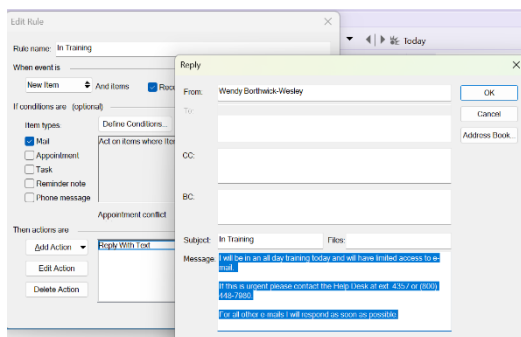 Edit Rule
Today
Rule name: In Training
When event is
New Item And items
If conditions are (optional)
Item types Define Conditions...
Mail
Act on items where
Appointment
Task
Reminder note
Phone message
Appointment conflict
Then actions are
Add Action
Reply With Text
Edit Action
Delete Action
Reply
From: Wendy Borthwick-Wesley
OK
To:
Cancel
Address Book...
CC:
BC:
Subject: In Training Files:
Message: I will be in an all day training today and will have limited access to e-
mail.
If this is urgent please contact the Help Desk at ext. 4357 or (800)
448-7980.
For all other e-mails I will respond as soon as possible.